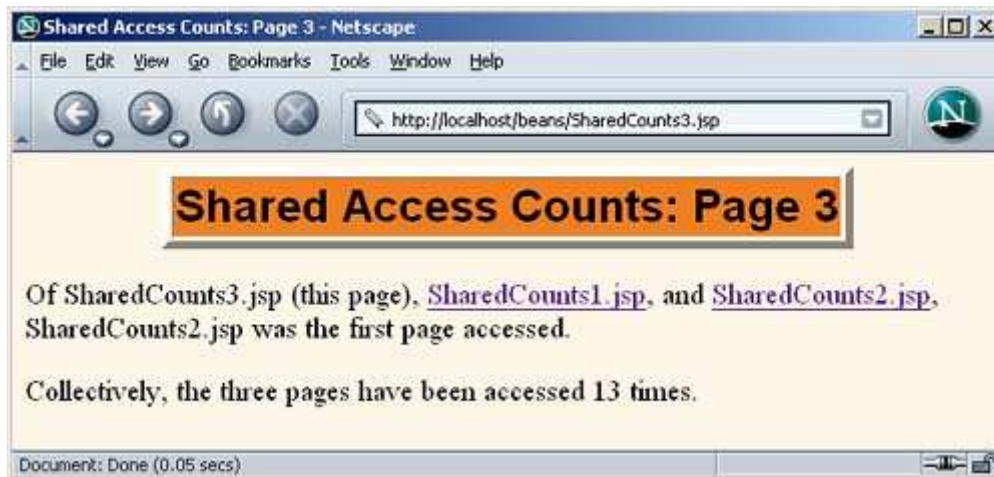 Shared Access Counts: Page 3 - Netscape
File Edit View Go Bookmarks Tools Window Help
http://localhost/beans/SharedCounts3.jsp
N
Shared Access Counts: Page 3
Of SharedCounts3.jsp (this page), SharedCounts1.jsp, and SharedCounts2.jsp,
SharedCounts2.jsp was the first page accessed.
Collectively, the three pages have been accessed 13 times.
Document: Done (0.05 secs)